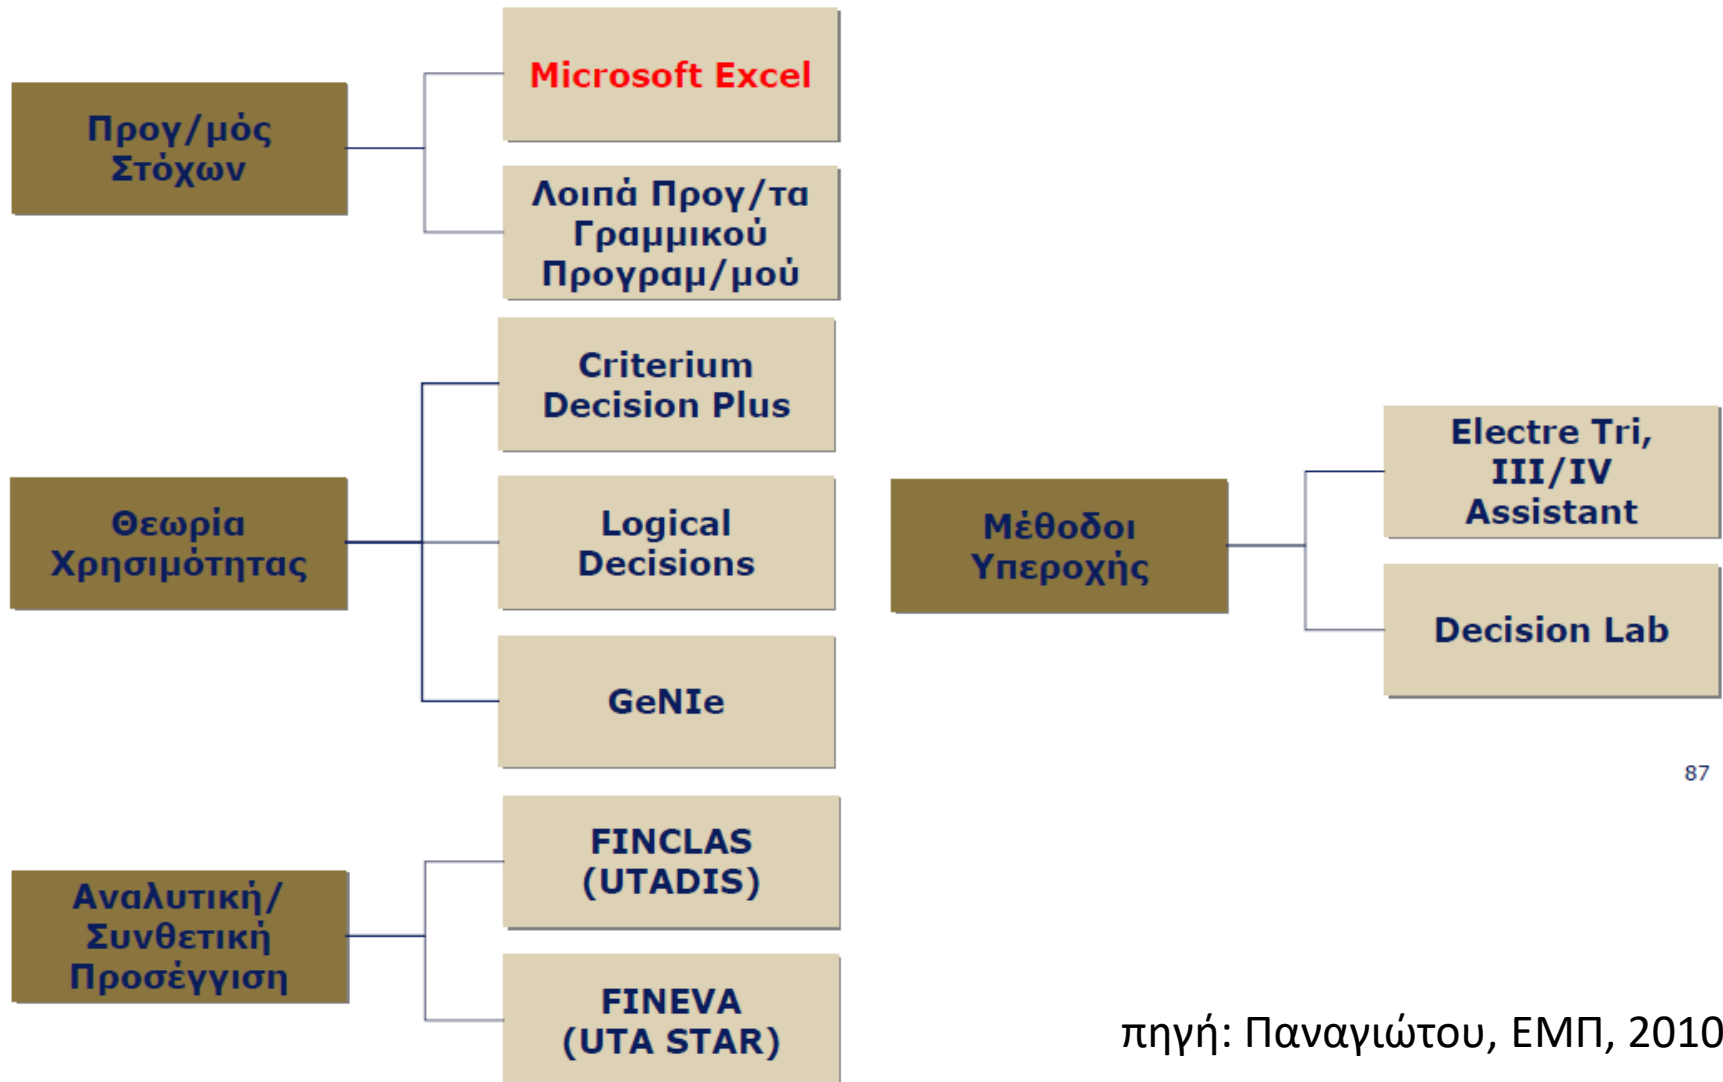 Προγ/μός
Στόχων
Microsoft Excel
Λοιπά Προγ/τα
Γραμμικού
Προγραμ/μού
Θεωρία
Χρησιμότητας
Criterium
Decision Plus
Logical
Decisions
GeNIe
Αναλυτική/
Συνθετική
Προσέγγιση
FINCLAS
(UTADIS)
FINEVA
(UTA STAR)
Μέθοδοι
Υπεροχής
Electre Tri,
III/IV
Assistant
Decision Lab
87
πηγή: Παναγιώτου, ΕΜΠ, 2010